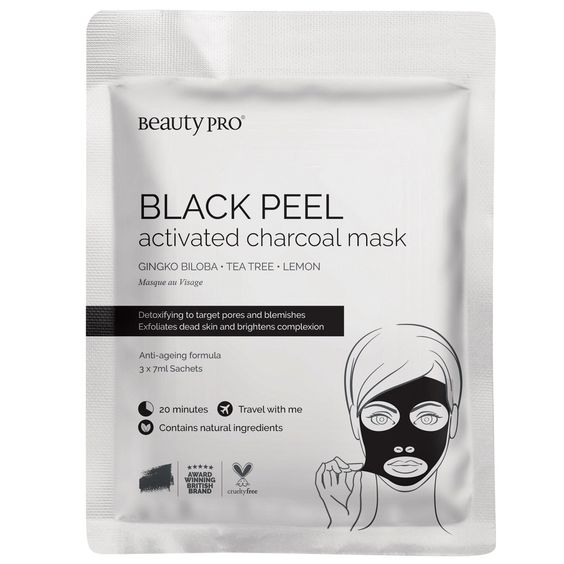 BeautyPRO®
BLACK PEEL
activated charcoal mask
GINGKO BILOBA • TEA TREE • LEMON
Masque au Visage
Detoxifying to target pores and blemishes
Exfoliates dead skin and brightens complexion
Anti-ageing formula
3 x 7ml Sachets
20 minutes
Travel with me
Contains natural ingredients
AWARD
WINNING
BRITISH
BRAND
crueltyfree